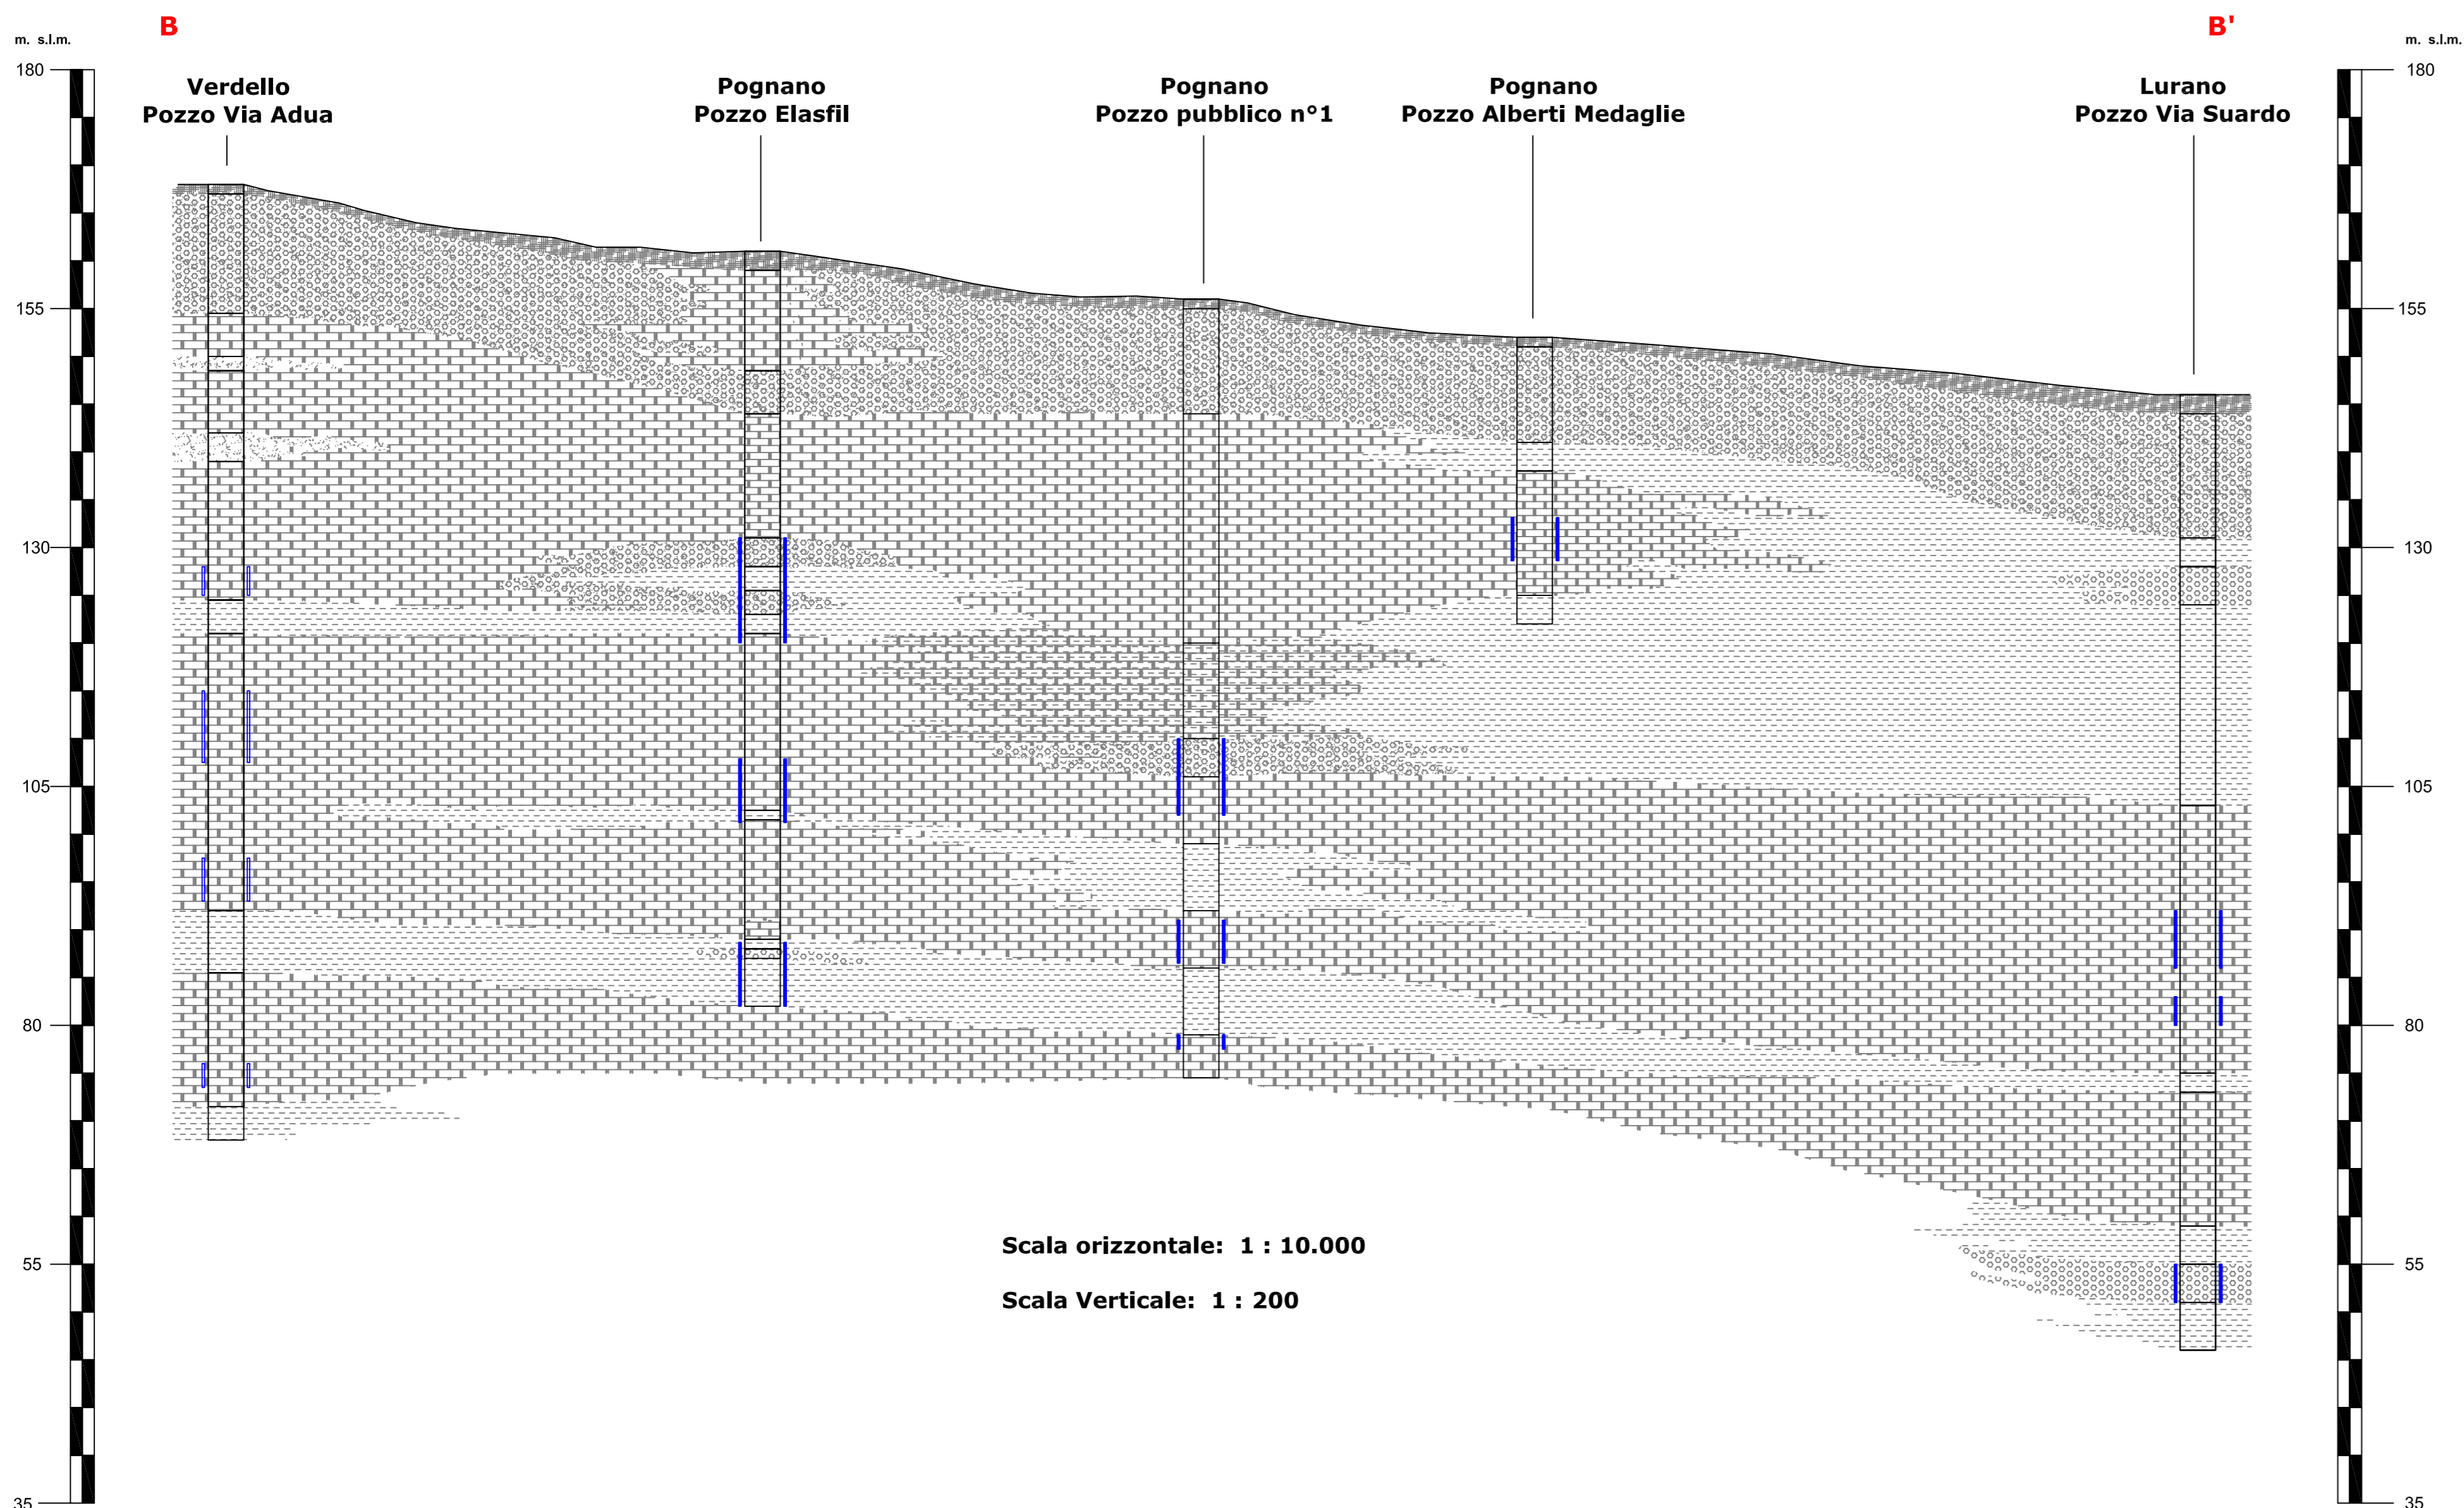 B
B'
m. s.l.m.
m. s.l.m.
180
180
Verdello
Pozzo Via Adua
Pognano
Pozzo Elasfil
Pognano
Pozzo pubblico n°1
Pognano
Pozzo Alberti Medaglie
Lurano
Pozzo Via Suardo
155
155
130
130
105
105
80
80
55
55
Scala orizzontale: 1 : 10.000
Scala Verticale: 1 : 200
35
35